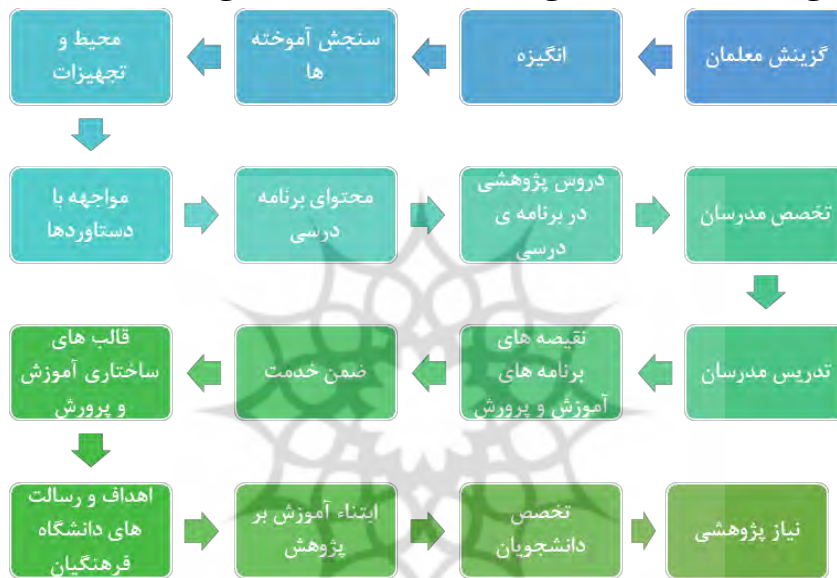 گزینش معلمان
انگیزه
سنجش آموخته
ها
محیط و
تجهیزات
مواجهه با
دستاوردها
محتوای برنامه
درسی
دروس پژوهشی
در برنامه ی
درسی
تخصص مدرسان
تدریس مدرسان
نقیصه های
برنامه های
آموزش و پرورش
ضمن خدمت
قالب های
ساختاری آموزش
و پرورش
اهداف و رسالت
های دانشگاه
فرهنگیان
ابتناء آموزش بر
پژوهش
تخصص
دانشجویان
نیاز پژوهشی